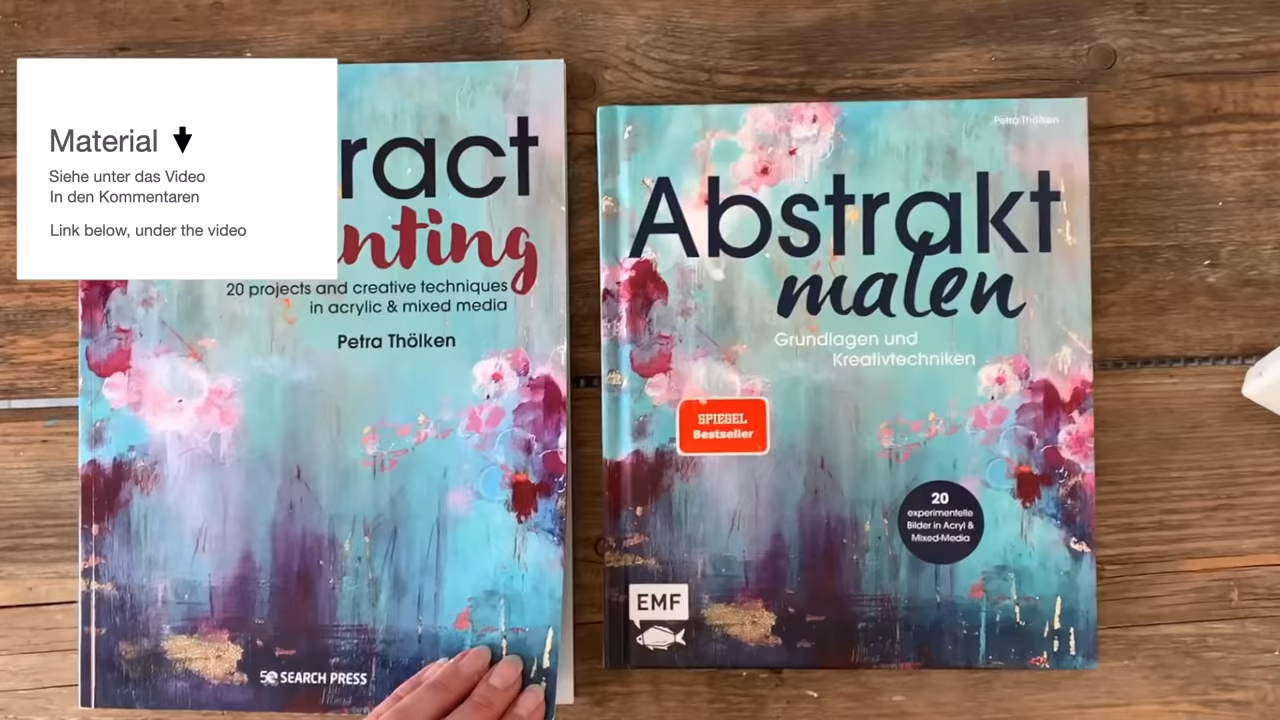 Material
Siehe unter das Video
In den Kommentaren
Link below, under the video
ract
nting
20 projects and creative techniques
in acrylic & mixed media
Petra Thölken
SEARCH PRESS
Petra Thölken
Abstrakt
malen
Grundlagen und
Kreativtechniken
SPIEGEL
Bestseller
20
experimentelle
Bilder in Acryl &
Mixed-Media
EMF